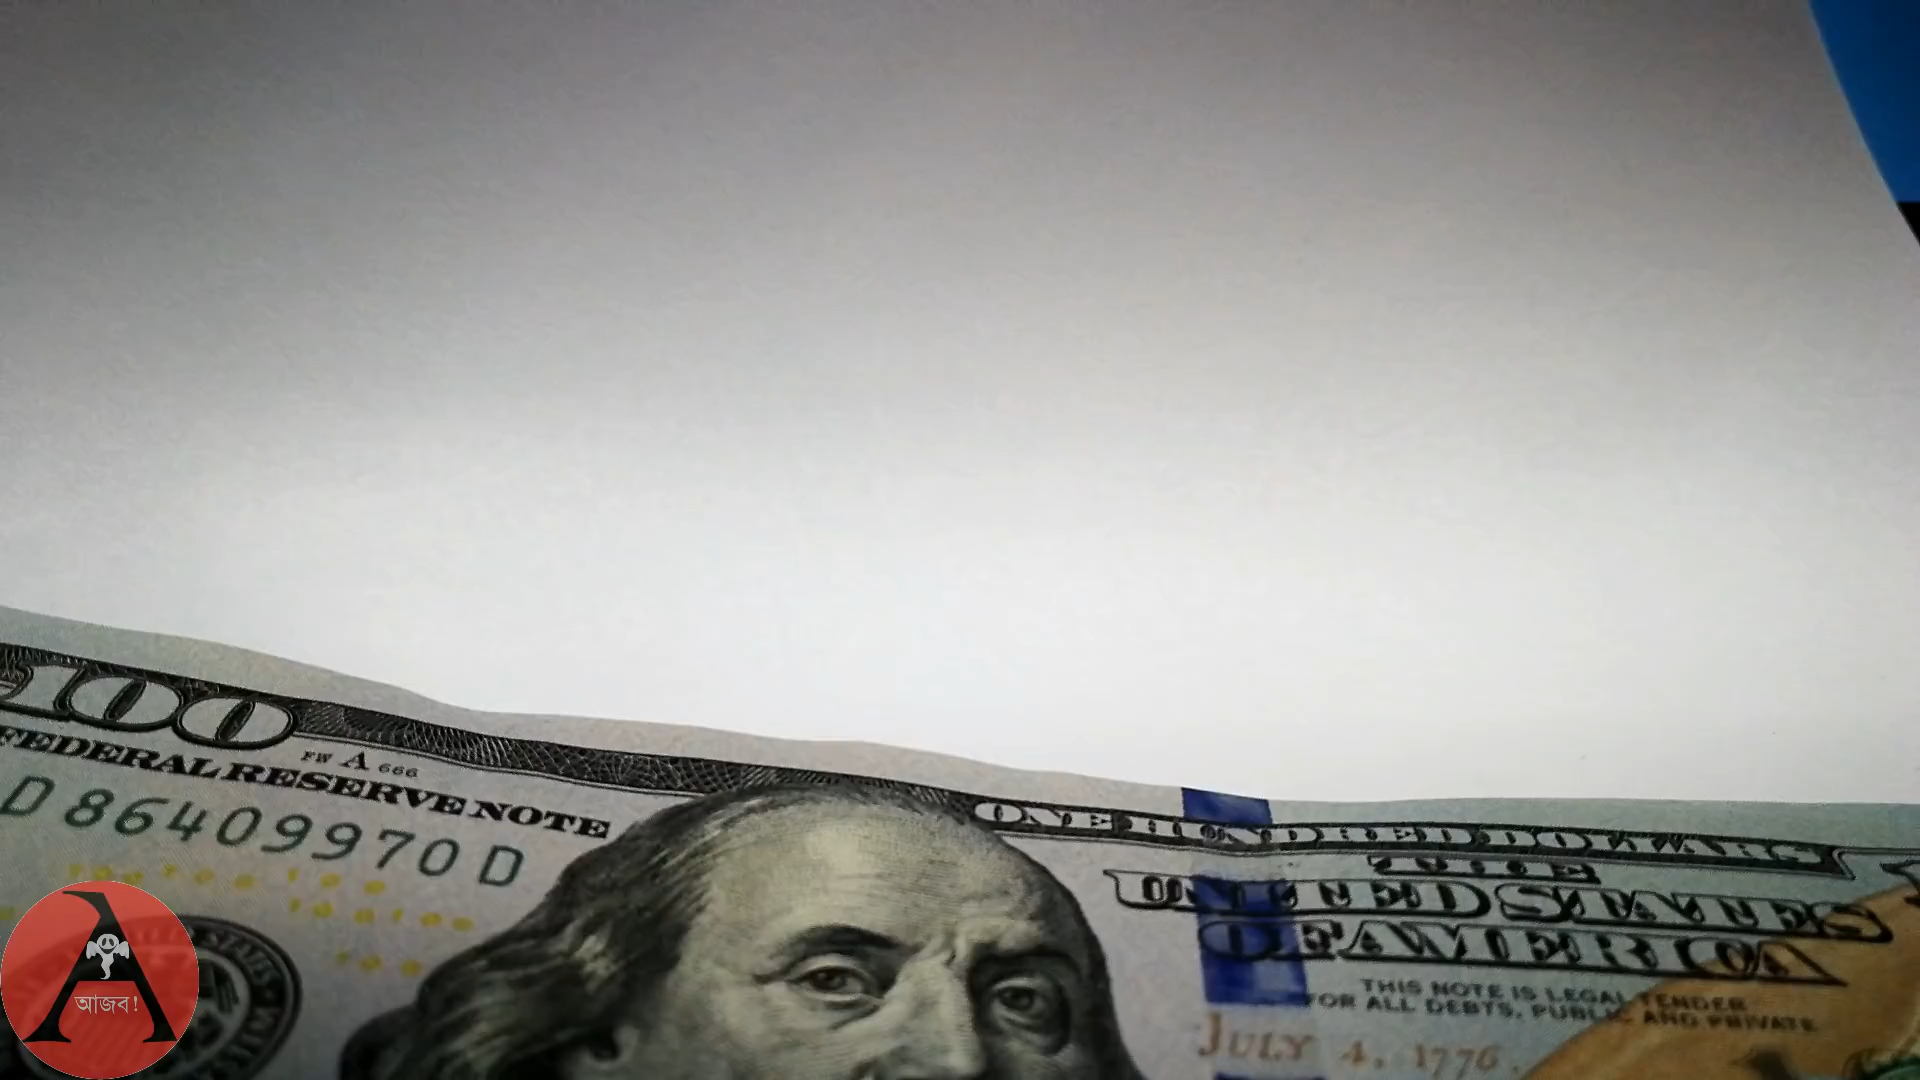 100
FEDERAL RESERVE NOTE
FW A 666
D 86409970 D
ONE HUNDRED DOLLARS
THE
UNITED STATES
OF AMERICA
THIS NOTE IS LEGAL TENDER
FOR ALL DEBTS, PUBLIC AND PRIVATE
JULY 4, 1776.
A
আজব!